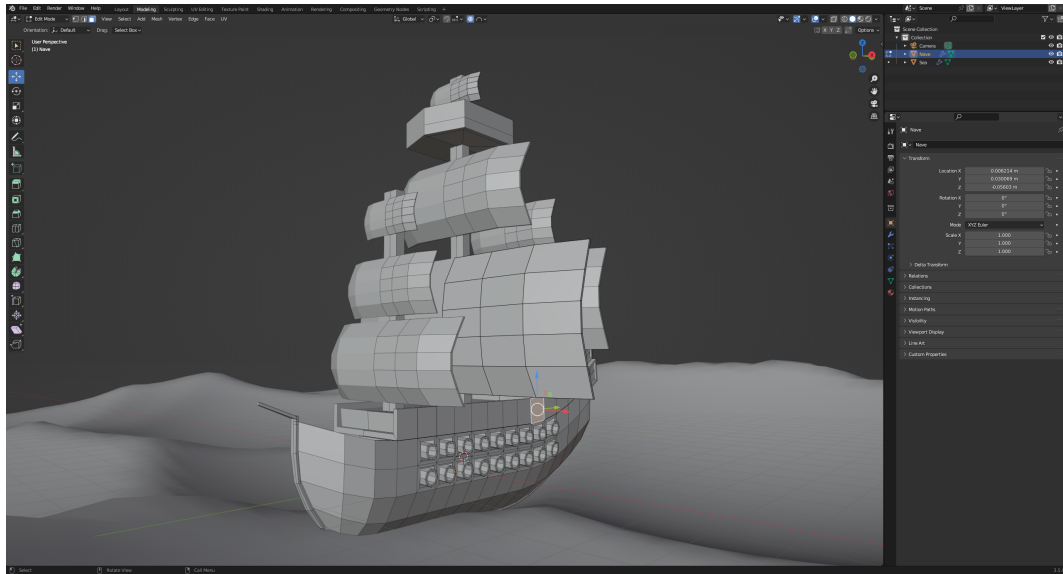 File Edit Render Window Help Layout Modeling Sculpting UV Editing Texture Paint Shading Animation Rendering Compositing Geometry Nodes Scripting + Scene ViewLayer
Edit Mode View Select Add Mesh Vertex Edge Face UV Global
Orientation: Default Drag: Select Box X Y Z Options
User Perspective
(1) Nave
Scene Collection
Collection
Camera
Nave
Sea
Nave
Nave
Transform
Location X 0.006214 m
Y 0.030069 m
Z -0.05603 m
Rotation X 0°
Y 0°
Z 0°
Mode XYZ Euler
Scale X 1.000
Y 1.000
Z 1.000
Delta Transform
Relations
Collections
Instancing
Motion Paths
Visibility
Viewport Display
Line Art
Custom Properties
Select Rotate View Call Menu